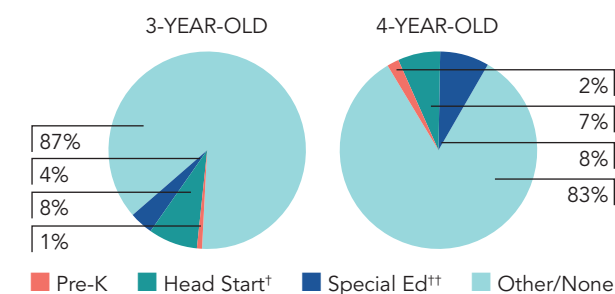 3-YEAR-OLD
87%
4%
8%
1%
4-YEAR-OLD
2%
7%
8%
83%
Pre-K Head Start† Special Ed†† Other/None